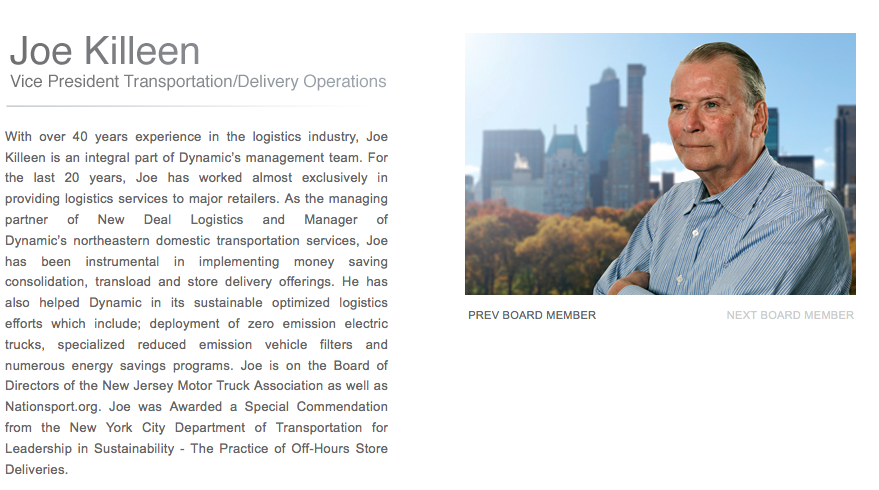 Joe Killeen
Vice President Transportation/Delivery Operations
With over 40 years experience in the logistics industry, Joe
Killeen is an integral part of Dynamic's management team. For
the last 20 years, Joe has worked almost exclusively in
providing logistics services to major retailers. As the managing
partner of New Deal Logistics and Manager of
Dynamic's northeastern domestic transportation services, Joe
has been instrumental in implementing money saving
consolidation, transload and store delivery offerings. He has
also helped Dynamic in its sustainable optimized logistics
efforts which include; deployment of zero emission electric
trucks, specialized reduced emission vehicle filters and
numerous energy savings programs. Joe is on the Board of
Directors of the New Jersey Motor Truck Association as well as
Nationsport.org. Joe was Awarded a Special Commendation
from the New York City Department of Transportation for
Leadership in Sustainability - The Practice of Off-Hours Store
Deliveries.
PREV BOARD MEMBER
NEXT BOARD MEMBER